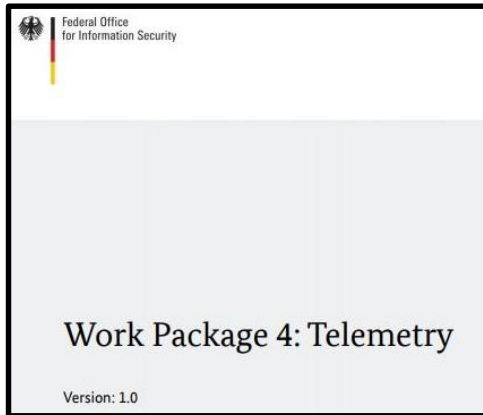 Federal Office
for Information Security
Work Package 4: Telemetry
Version: 1.0